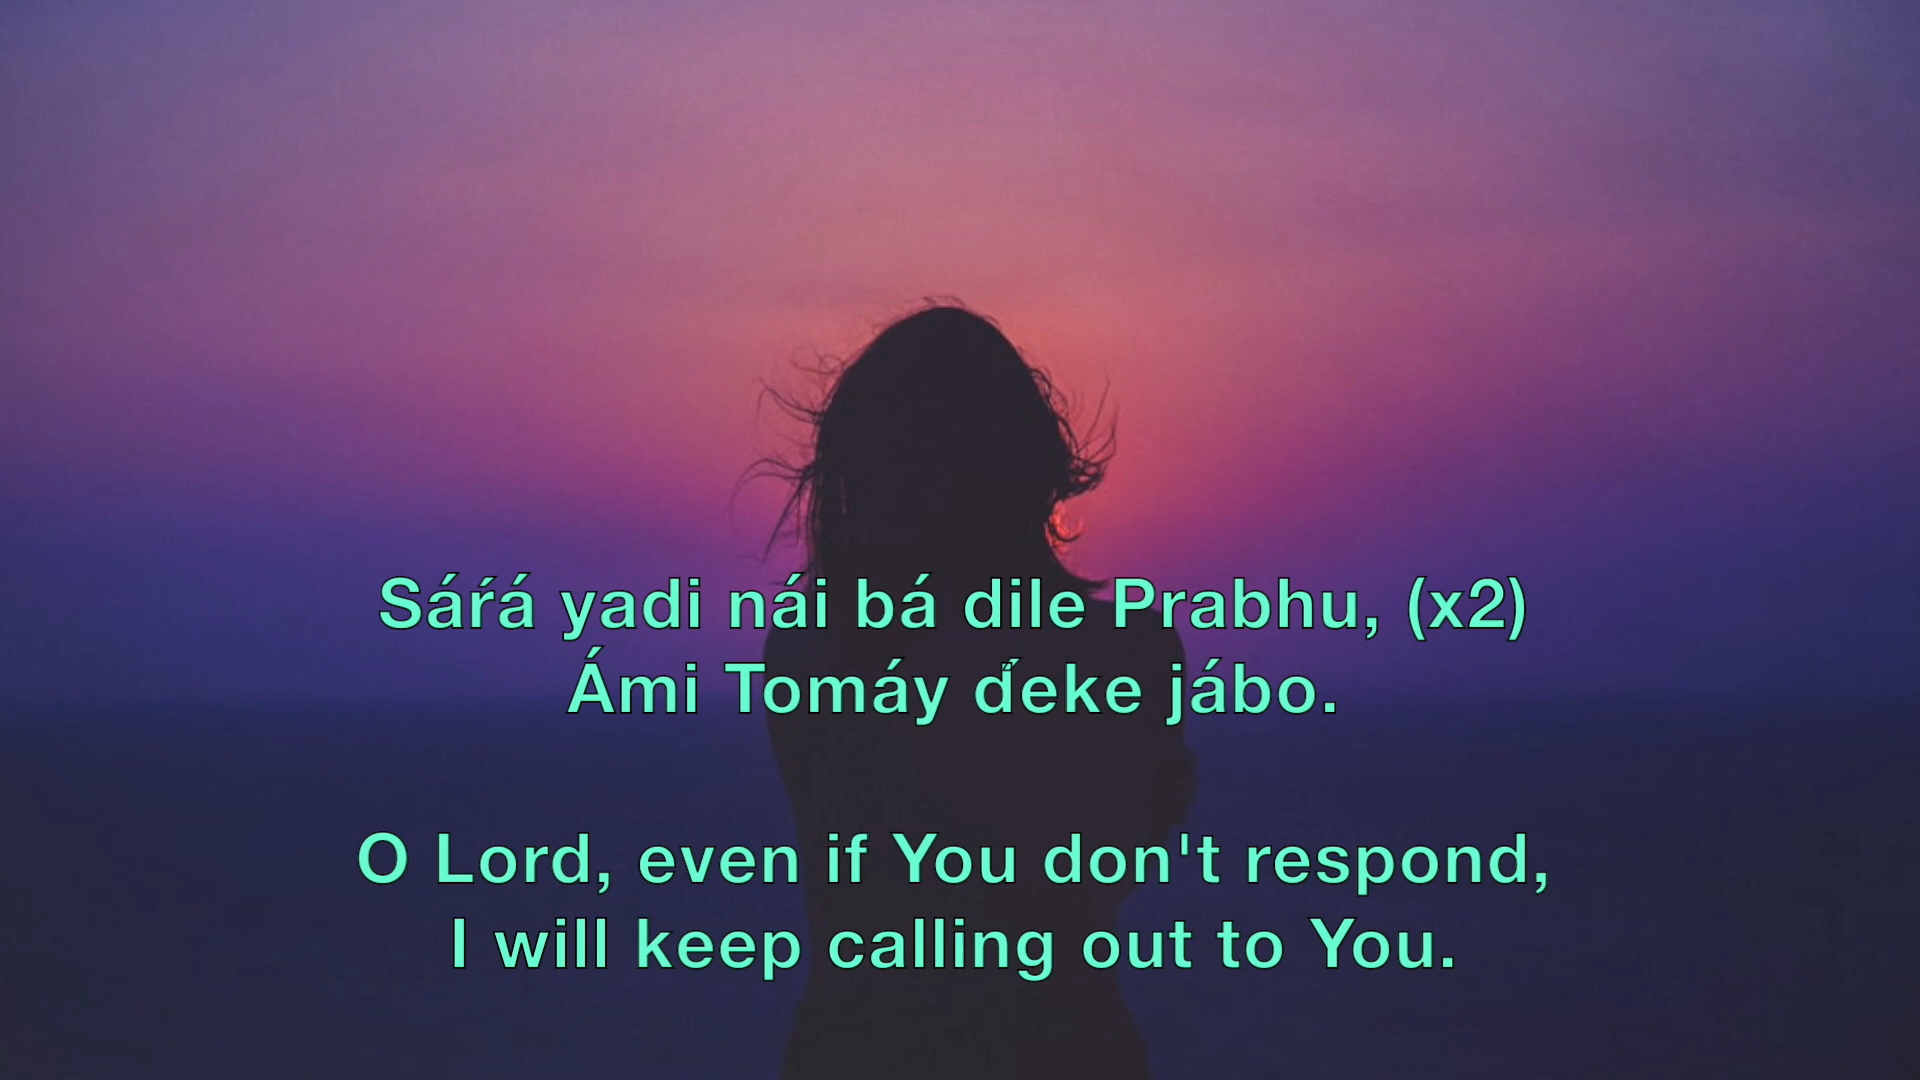 Sáŕá yadi nái bá dile Prabhu, (x2)
Ámi Tomáy d́eke jábo.
O Lord, even if You don't respond,
I will keep calling out to You.